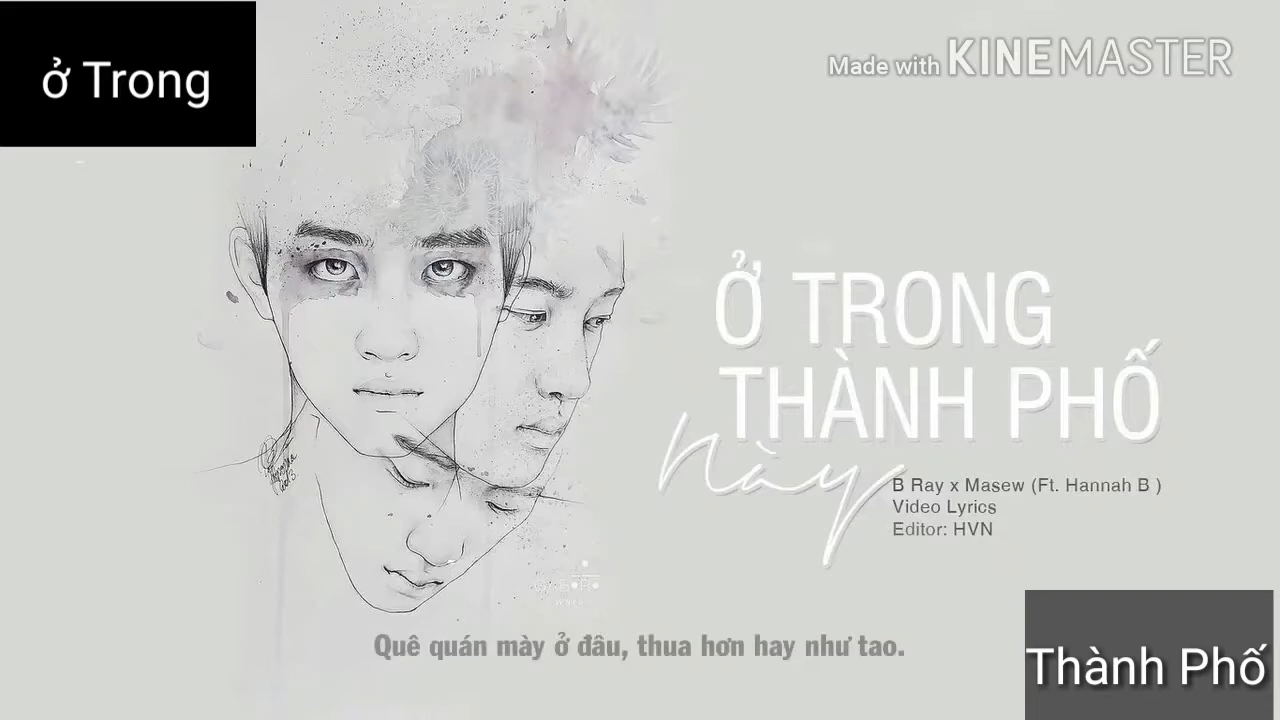 ở Trong
Made with KINEMASTER
Ở TRONG
THÀNH PHỐ
Này
B Ray x Masew (Ft. Hannah B )
Video Lyrics
Editor: HVN
Quê quán mày ở đâu, thua hơn hay như tao.
Thành Phố